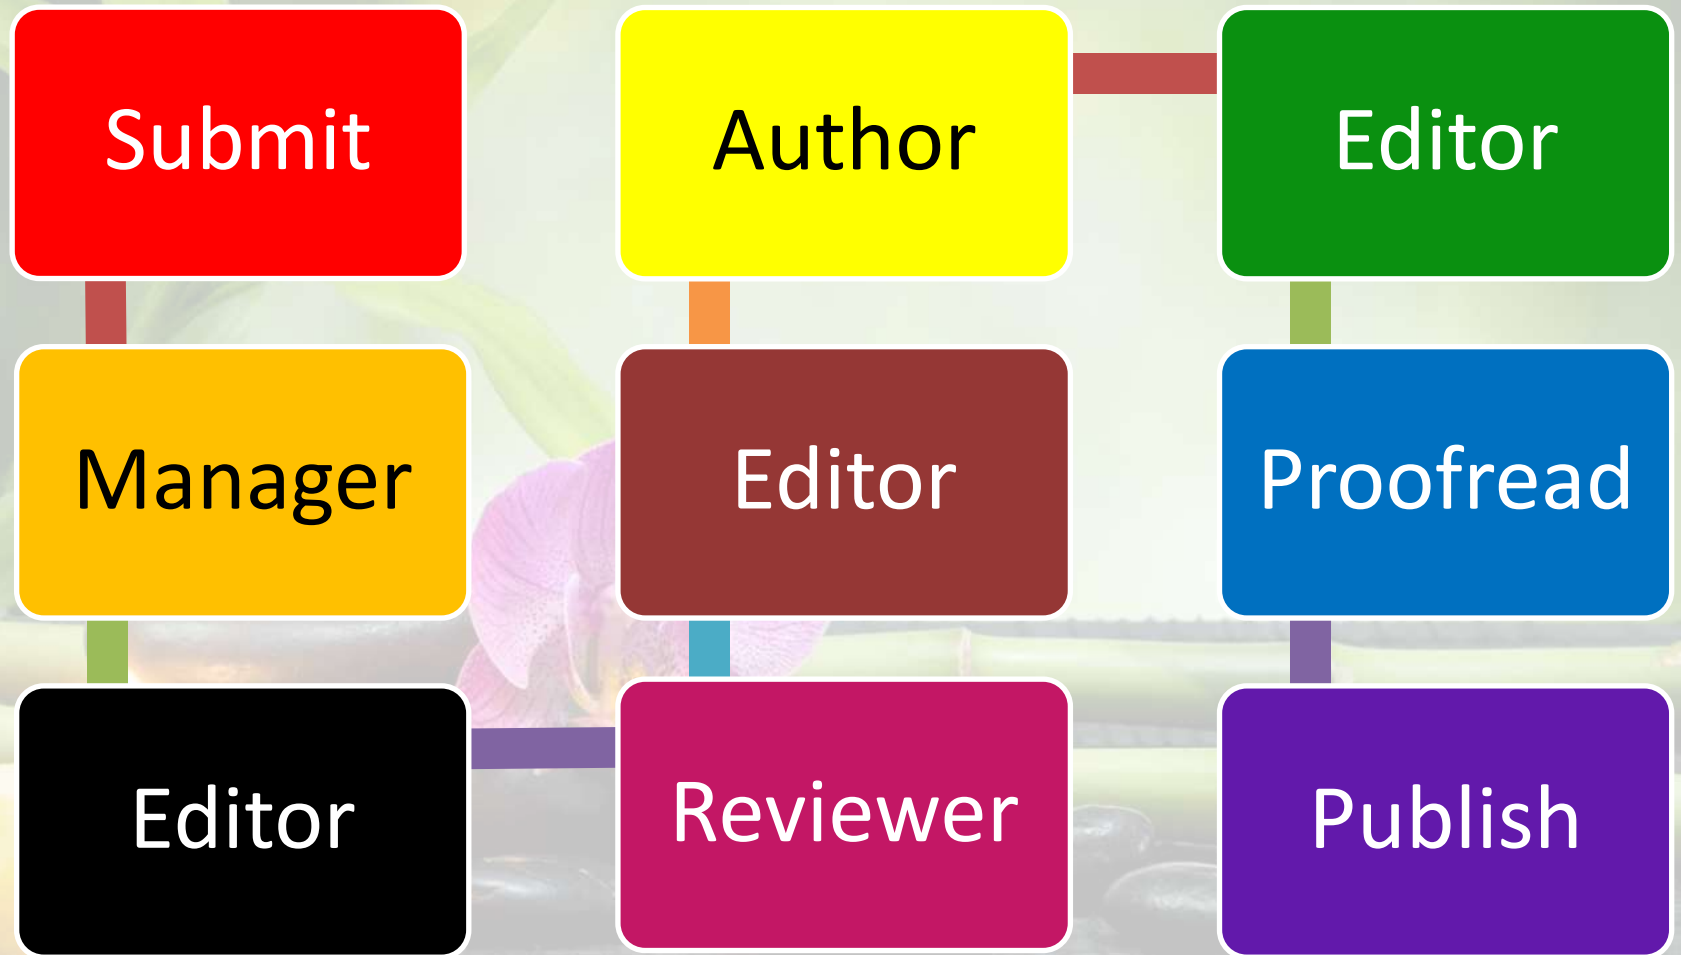 Submit
Manager
Editor
Reviewer
Editor
Author
Editor
Proofread
Publish